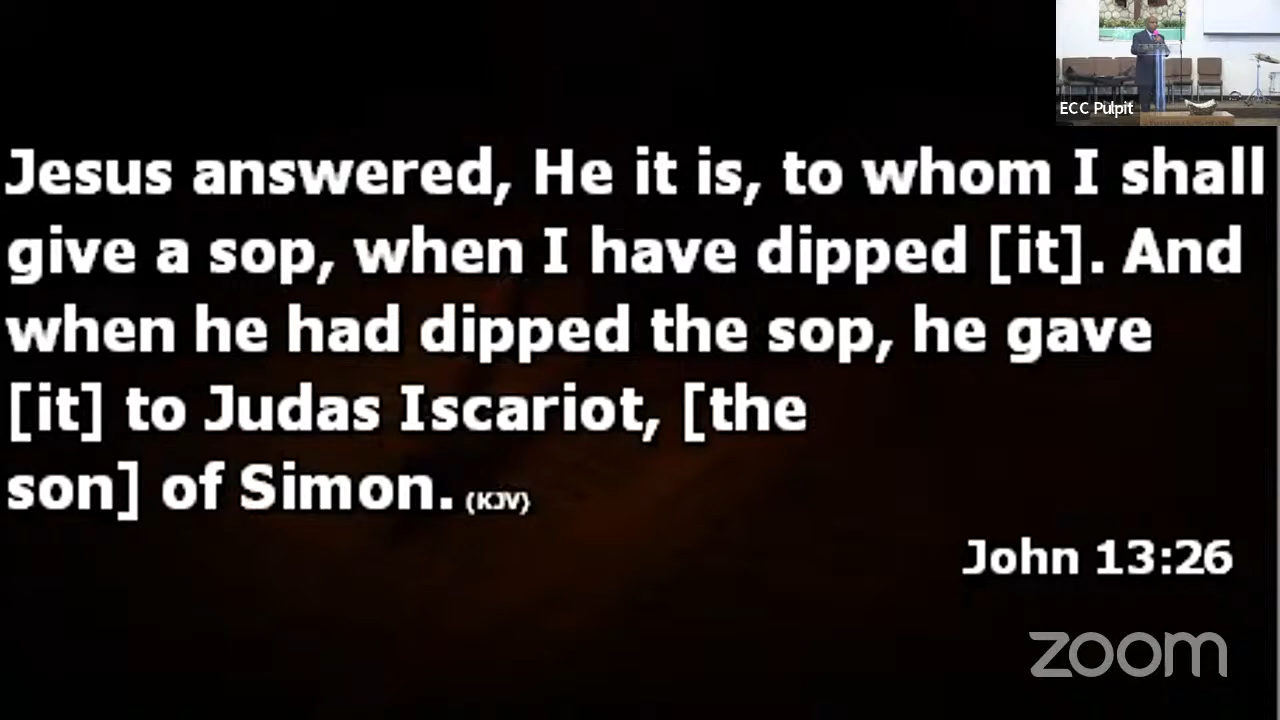 ECC Pulpit
Jesus answered, He it is, to whom I shall
give a sop, when I have dipped [it]. And
when he had dipped the sop, he gave
[it] to Judas Iscariot, [the
son] of Simon. (KJV)
John 13:26
zoom